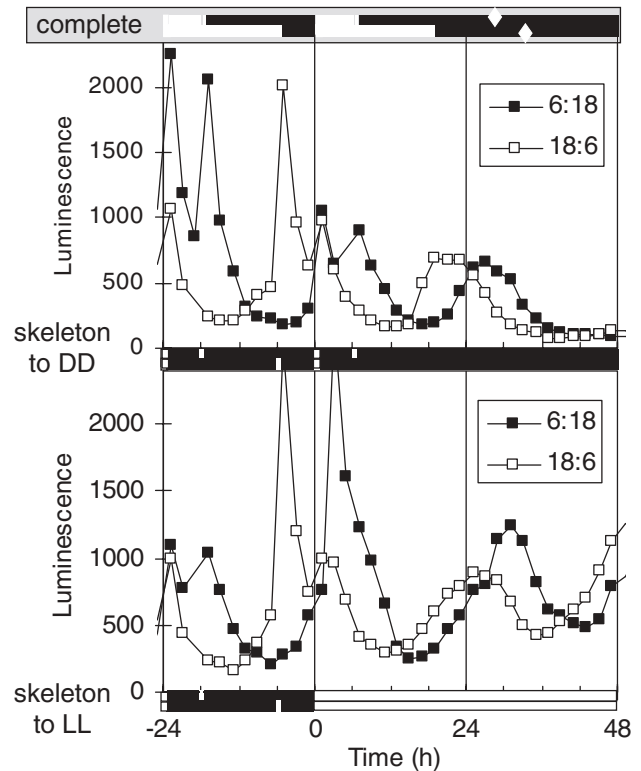 complete
2000
1500
1000
500
0
Luminescence
6:18
18:6
skeleton
to DD
2000
1500
1000
500
0
Luminescence
6:18
18:6
skeleton
to LL
-24 0 24 48
Time (h)